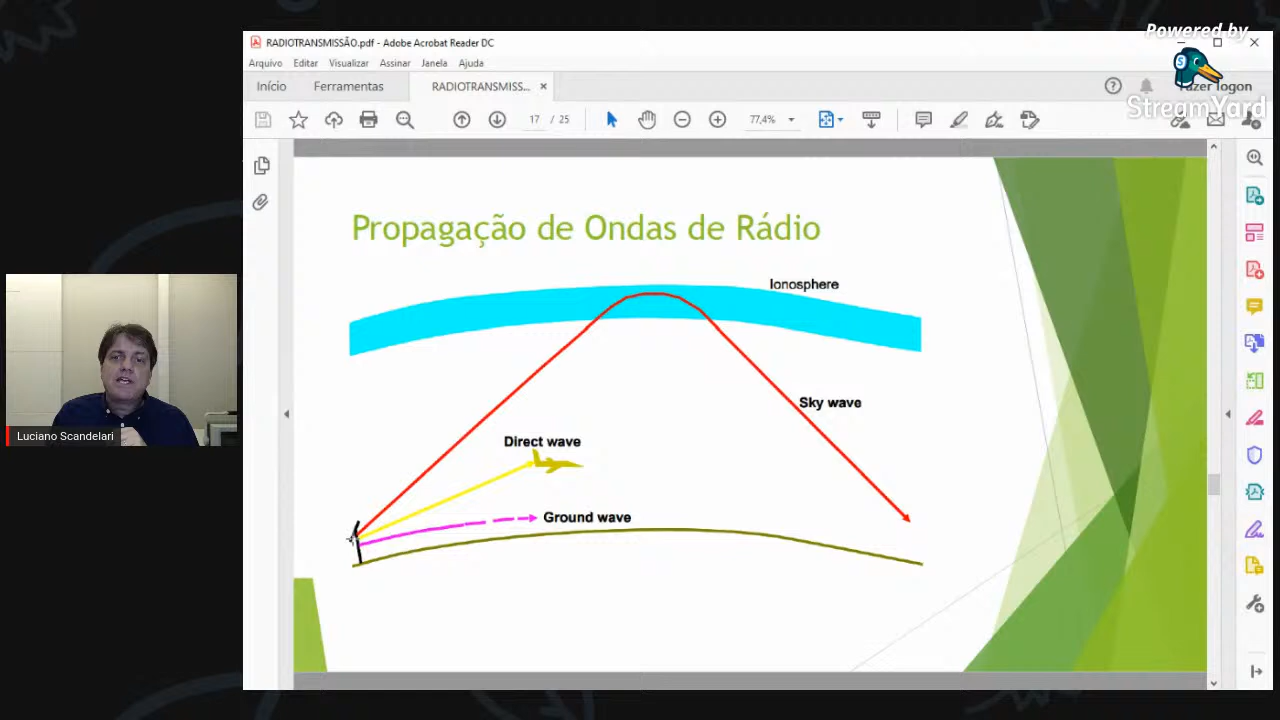 Powered by
StreamYard
RADIOTRANSMISSÃO.pdf - Adobe Acrobat Reader DC
Arquivo Editar Visualizar Assinar Janela Ajuda
Início Ferramentas RADIOTRANSMISS... ×
Fazer logon
17 / 25 77,4%
Propagação de Ondas de Rádio
Ionosphere
Sky wave
Direct wave
Ground wave
Luciano Scandelari